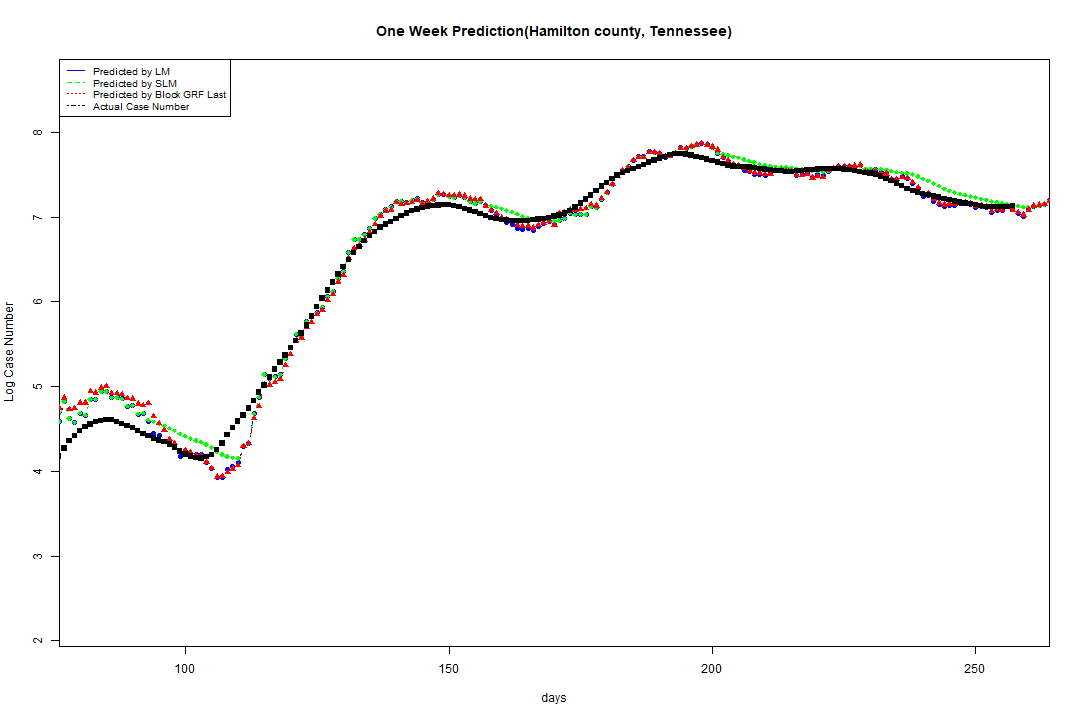 One Week Prediction(Hamilton county, Tennessee)
Predicted by LM
Predicted by SLM
Predicted by Block GRF Last
Actual Case Number
8
7
6
5
4
3
2
Log Case Number
100 150 200 250
days